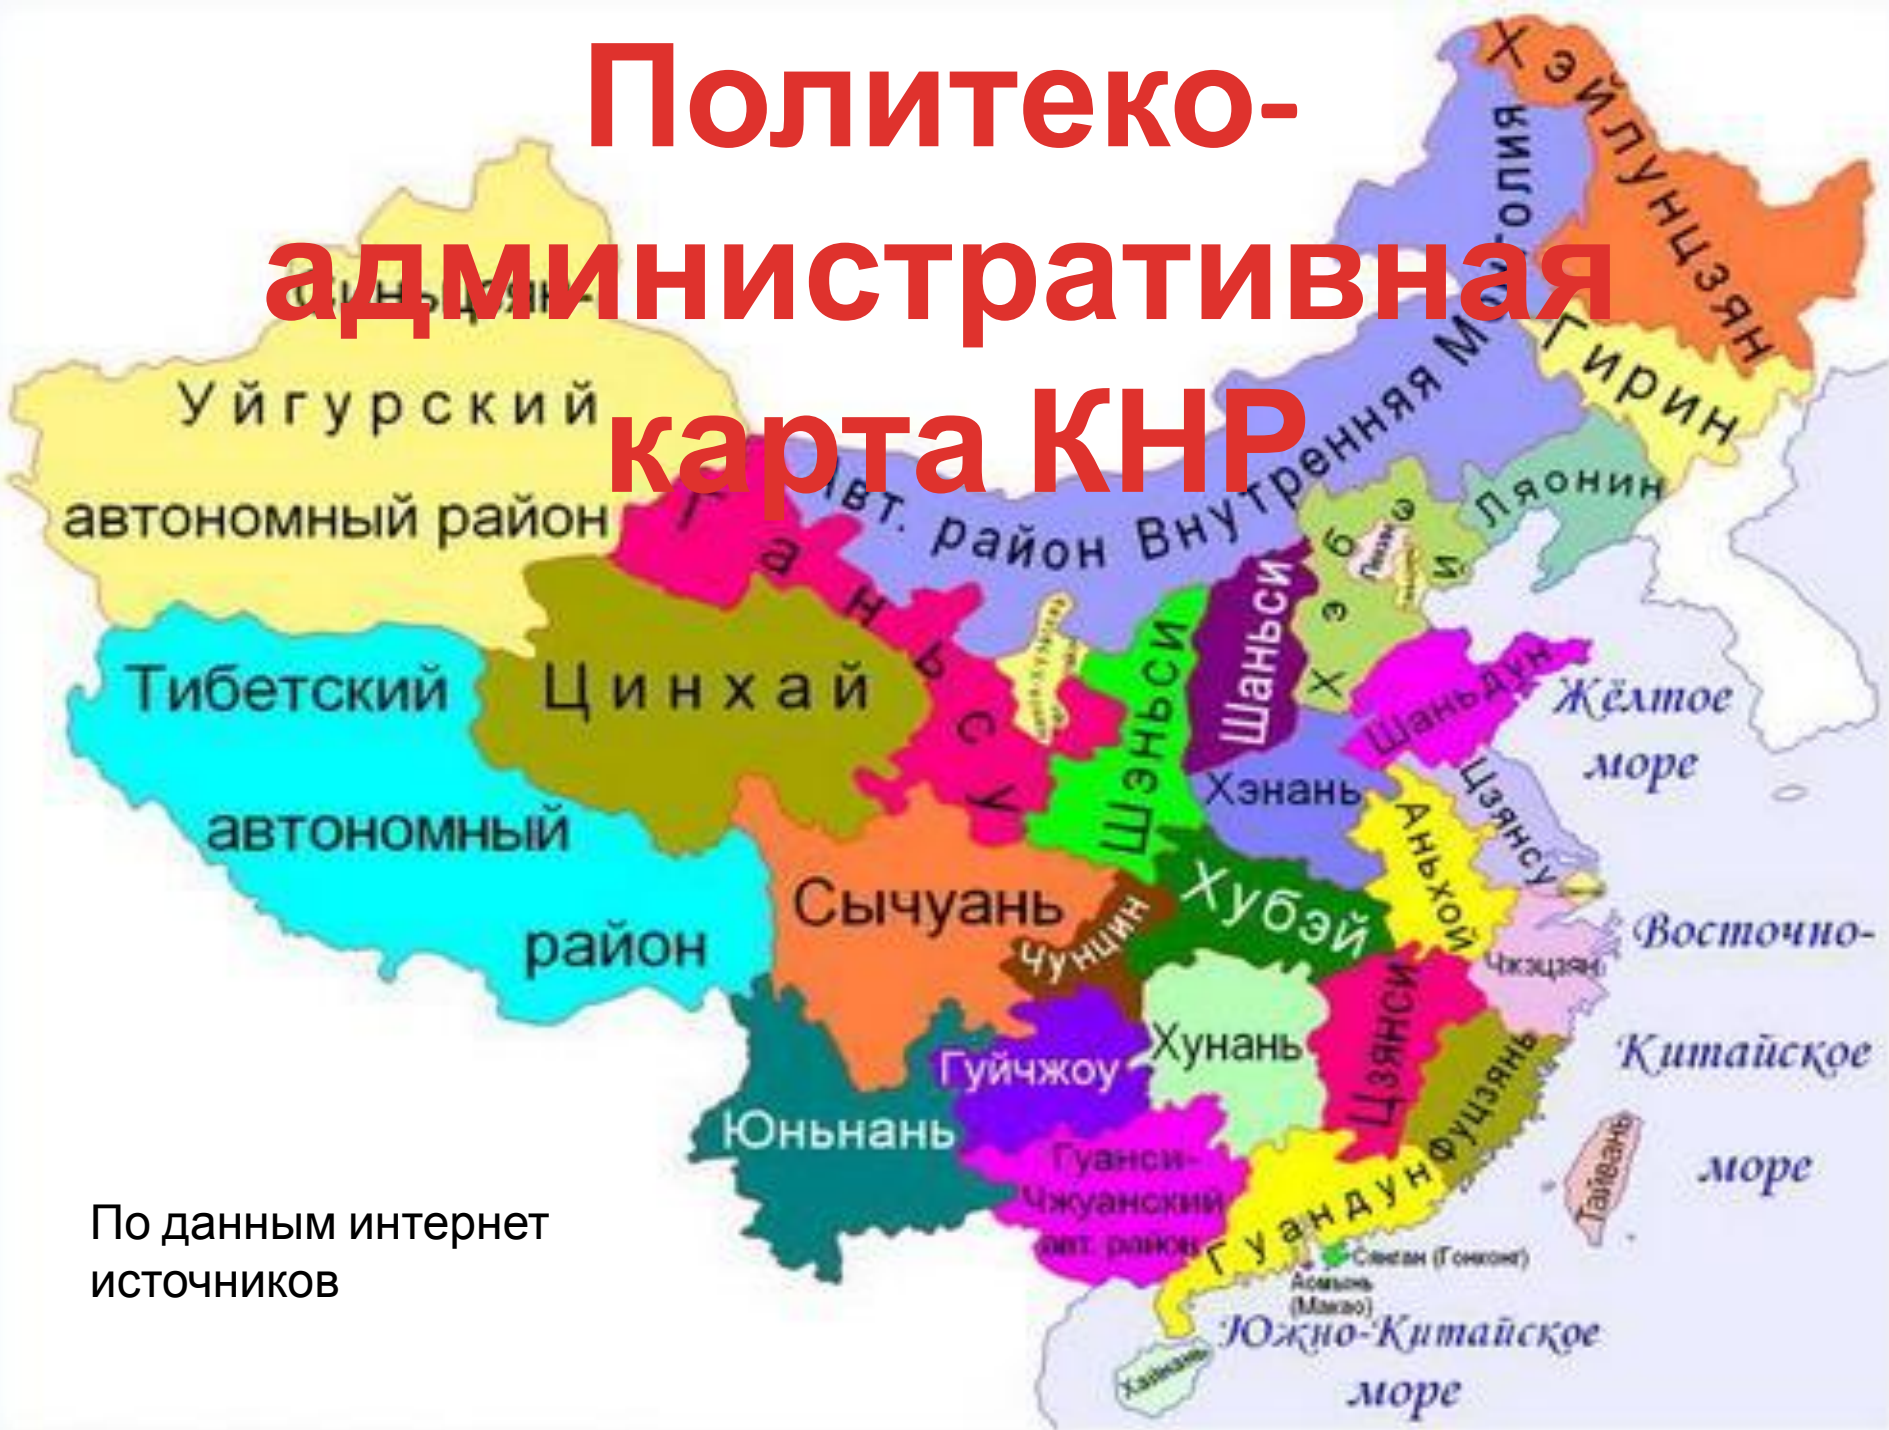 Политеко-
административная
карта КНР
Хэйлунцзян
Синьцзян-
Уйгурский
автономный район
Авт. район Внутренняя Монголия
Гирин
Ляонин
Ганьсу
Хэбэй
Шаньси
Шэньси
Шаньдун
Жёлтое
море
Тибетский
автономный
район
Цинхай
Хэнань
Цзянсу
Аньхой
Сычуань
Чунцин
Хубэй
Чжэцзян
Восточно-
Китайское
море
Хунань
Цзянси
Фуцзянь
Гуйчжоу
Юньнань
Гуанси-
Чжуанский
авт. район
Гуандун
Тайвань
Сянган (Гонконг)
Аомынь
(Макао)
Южно-Китайское
море
Хайнань
По данным интернет
источников